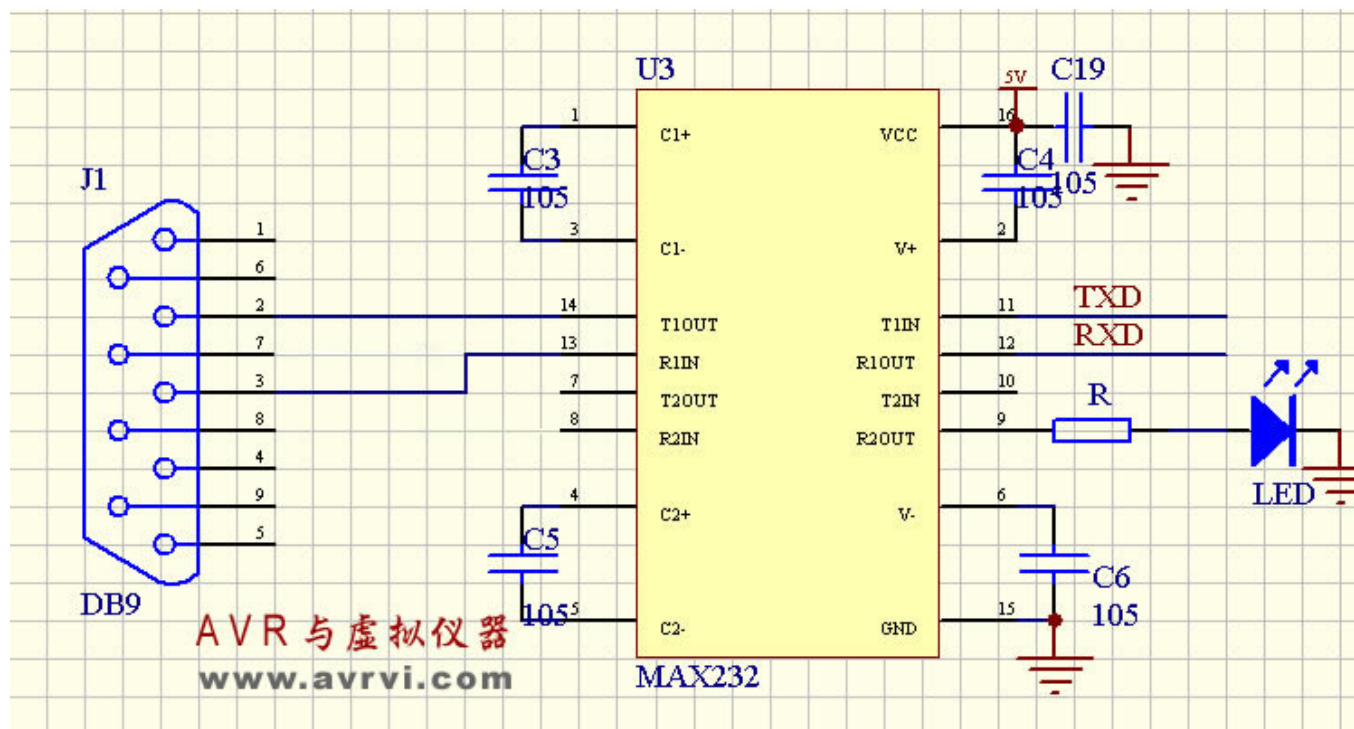 U3
5V
C19
1
C1+
VCC
16
C3
105
C4
105
105
J1
3
C1-
V+
2
1
6
2
7
3
8
4
9
5
14
T1OUT
T1IN
11
TXD
13
R1IN
R1OUT
12
RXD
7
T2OUT
T2IN
10
8
R2IN
R2OUT
9
R
LED
4
C2+
V-
6
C5
105
C6
105
5
C2-
GND
15
DB9
MAX232
AVR与虚拟仪器
www.avrvi.com